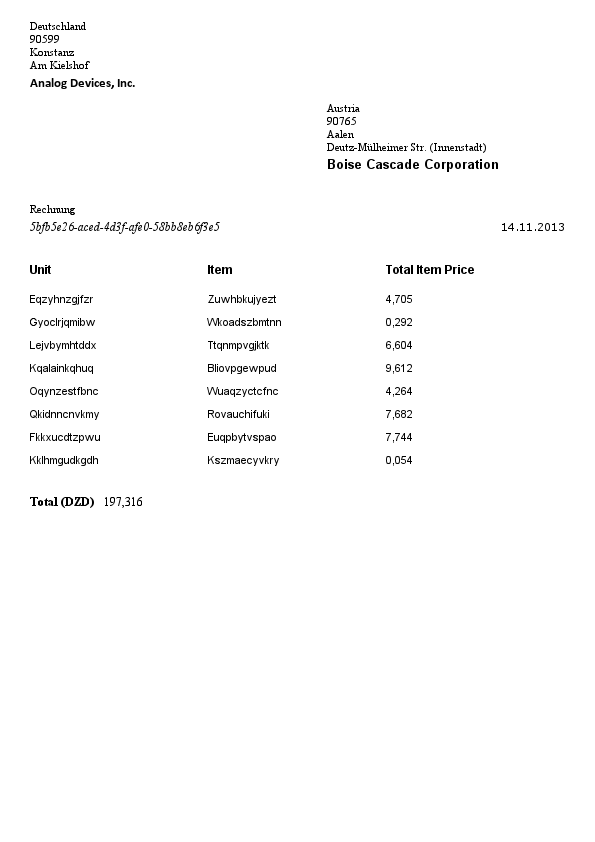 Deutschland
90599
Konstanz
Am Kielshof
Analog Devices, Inc.
Austria
90765
Aalen
Deutz-Mülheimer Str. (Innenstadt)
Boise Cascade Corporation
Rechnung
5bfb5e26-aced-4d3f-afe0-58bb8eb6f3e5 14.11.2013
Unit Item Total Item Price
Eqzyhnzgjfzr Zuwhbkujyezt 4,705
Gyoclrjqmibw Wkoadszbmtnn 0,292
Lejvbymhtddx Ttqnmpvgjktk 6,604
Kqalainkqhuq Bliovpgewpud 9,612
Oqynzestfbnc Wuaqzyctcfnc 4,264
Qkidnncnvkmy Rovauchifuki 7,682
Fkkxucdtzpwu Euqpbytvspao 7,744
Kklhmgudkgdh Kszmaecyvkry 0,054
Total (DZD) 197,316